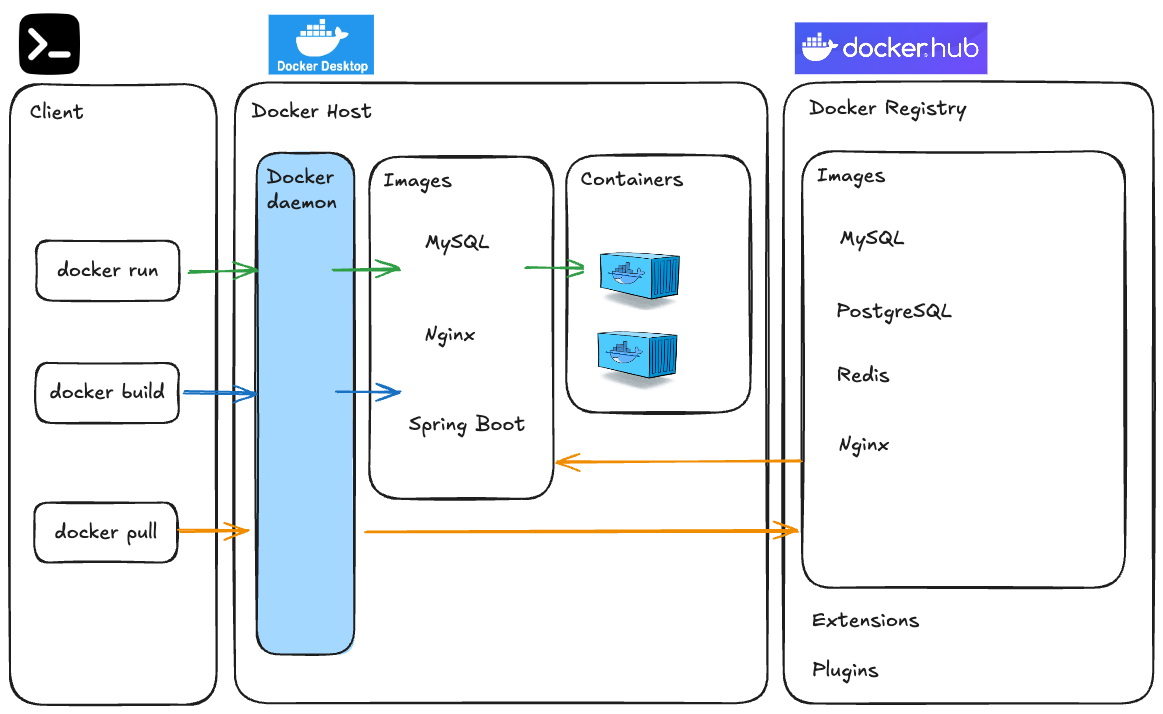 Docker Desktop
docker.hub
Client
Docker Host
Docker Registry
Docker
daemon
Images
Containers
Images
MySQL
MySQL
docker run
PostgreSQL
Nginx
Redis
docker build
Spring Boot
Nginx
docker pull
Extensions
Plugins